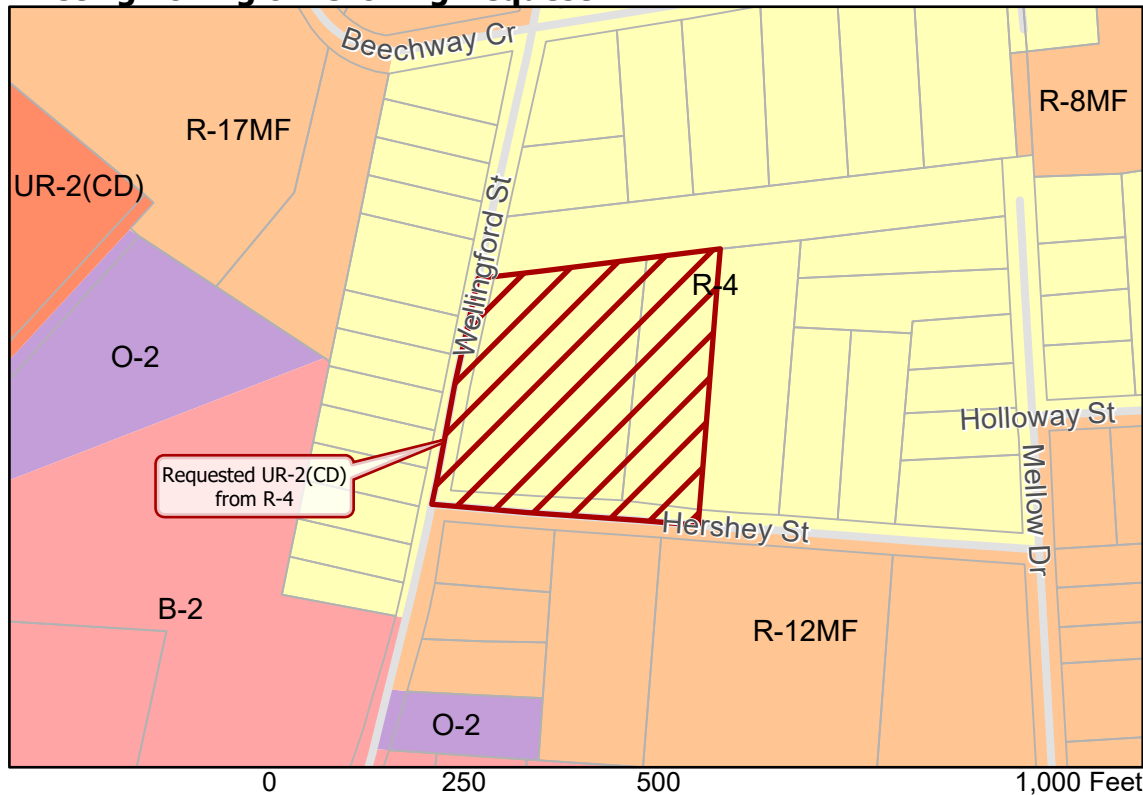 Beechway Cr
R-17MF
R-8MF
UR-2(CD)
Wellingford St
R-4
O-2
Holloway St
Requested UR-2(CD)
from R-4
Mellow Dr
Hershey St
B-2
R-12MF
O-2
0 250 500 1,000 Feet